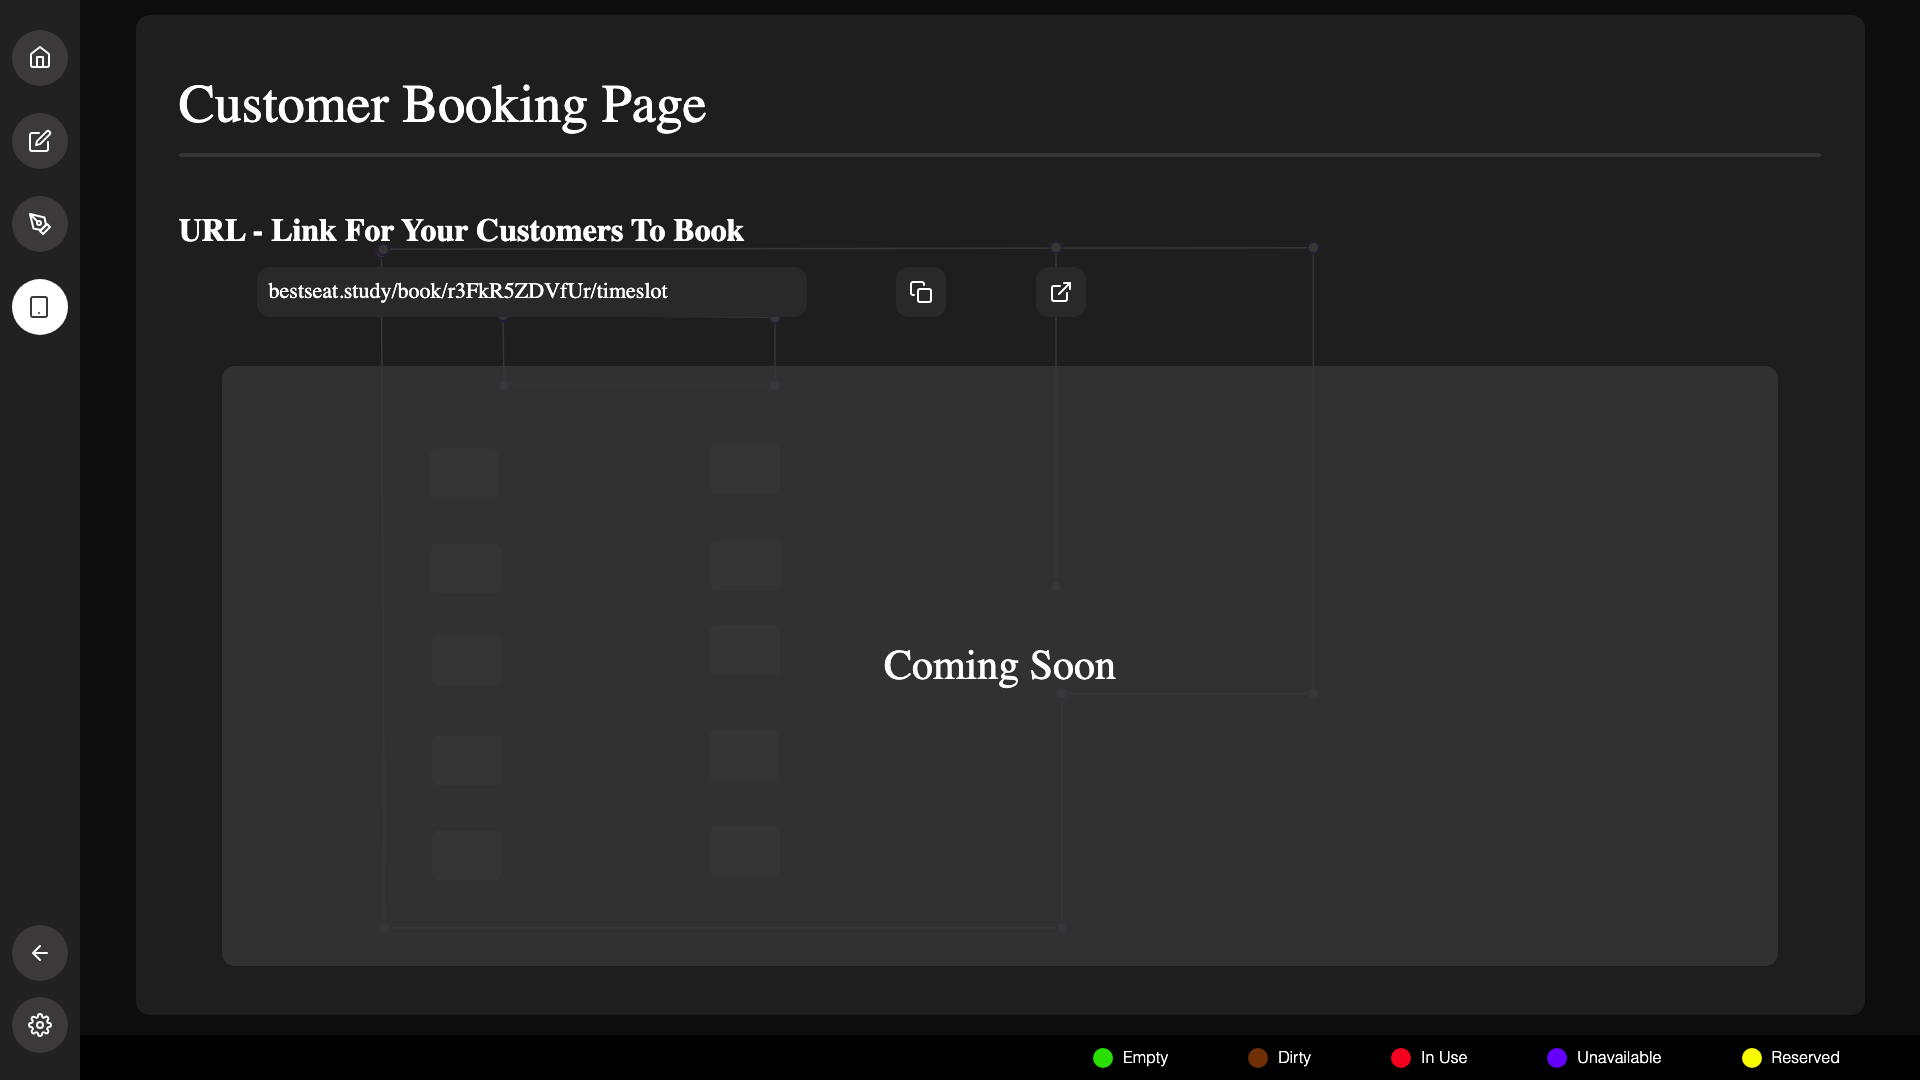 Customer Booking Page
URL - Link For Your Customers To Book
bestseat.study/book/r3FkR5ZDVfUr/timeslot
Coming Soon
Empty
Dirty
In Use
Unavailable
Reserved